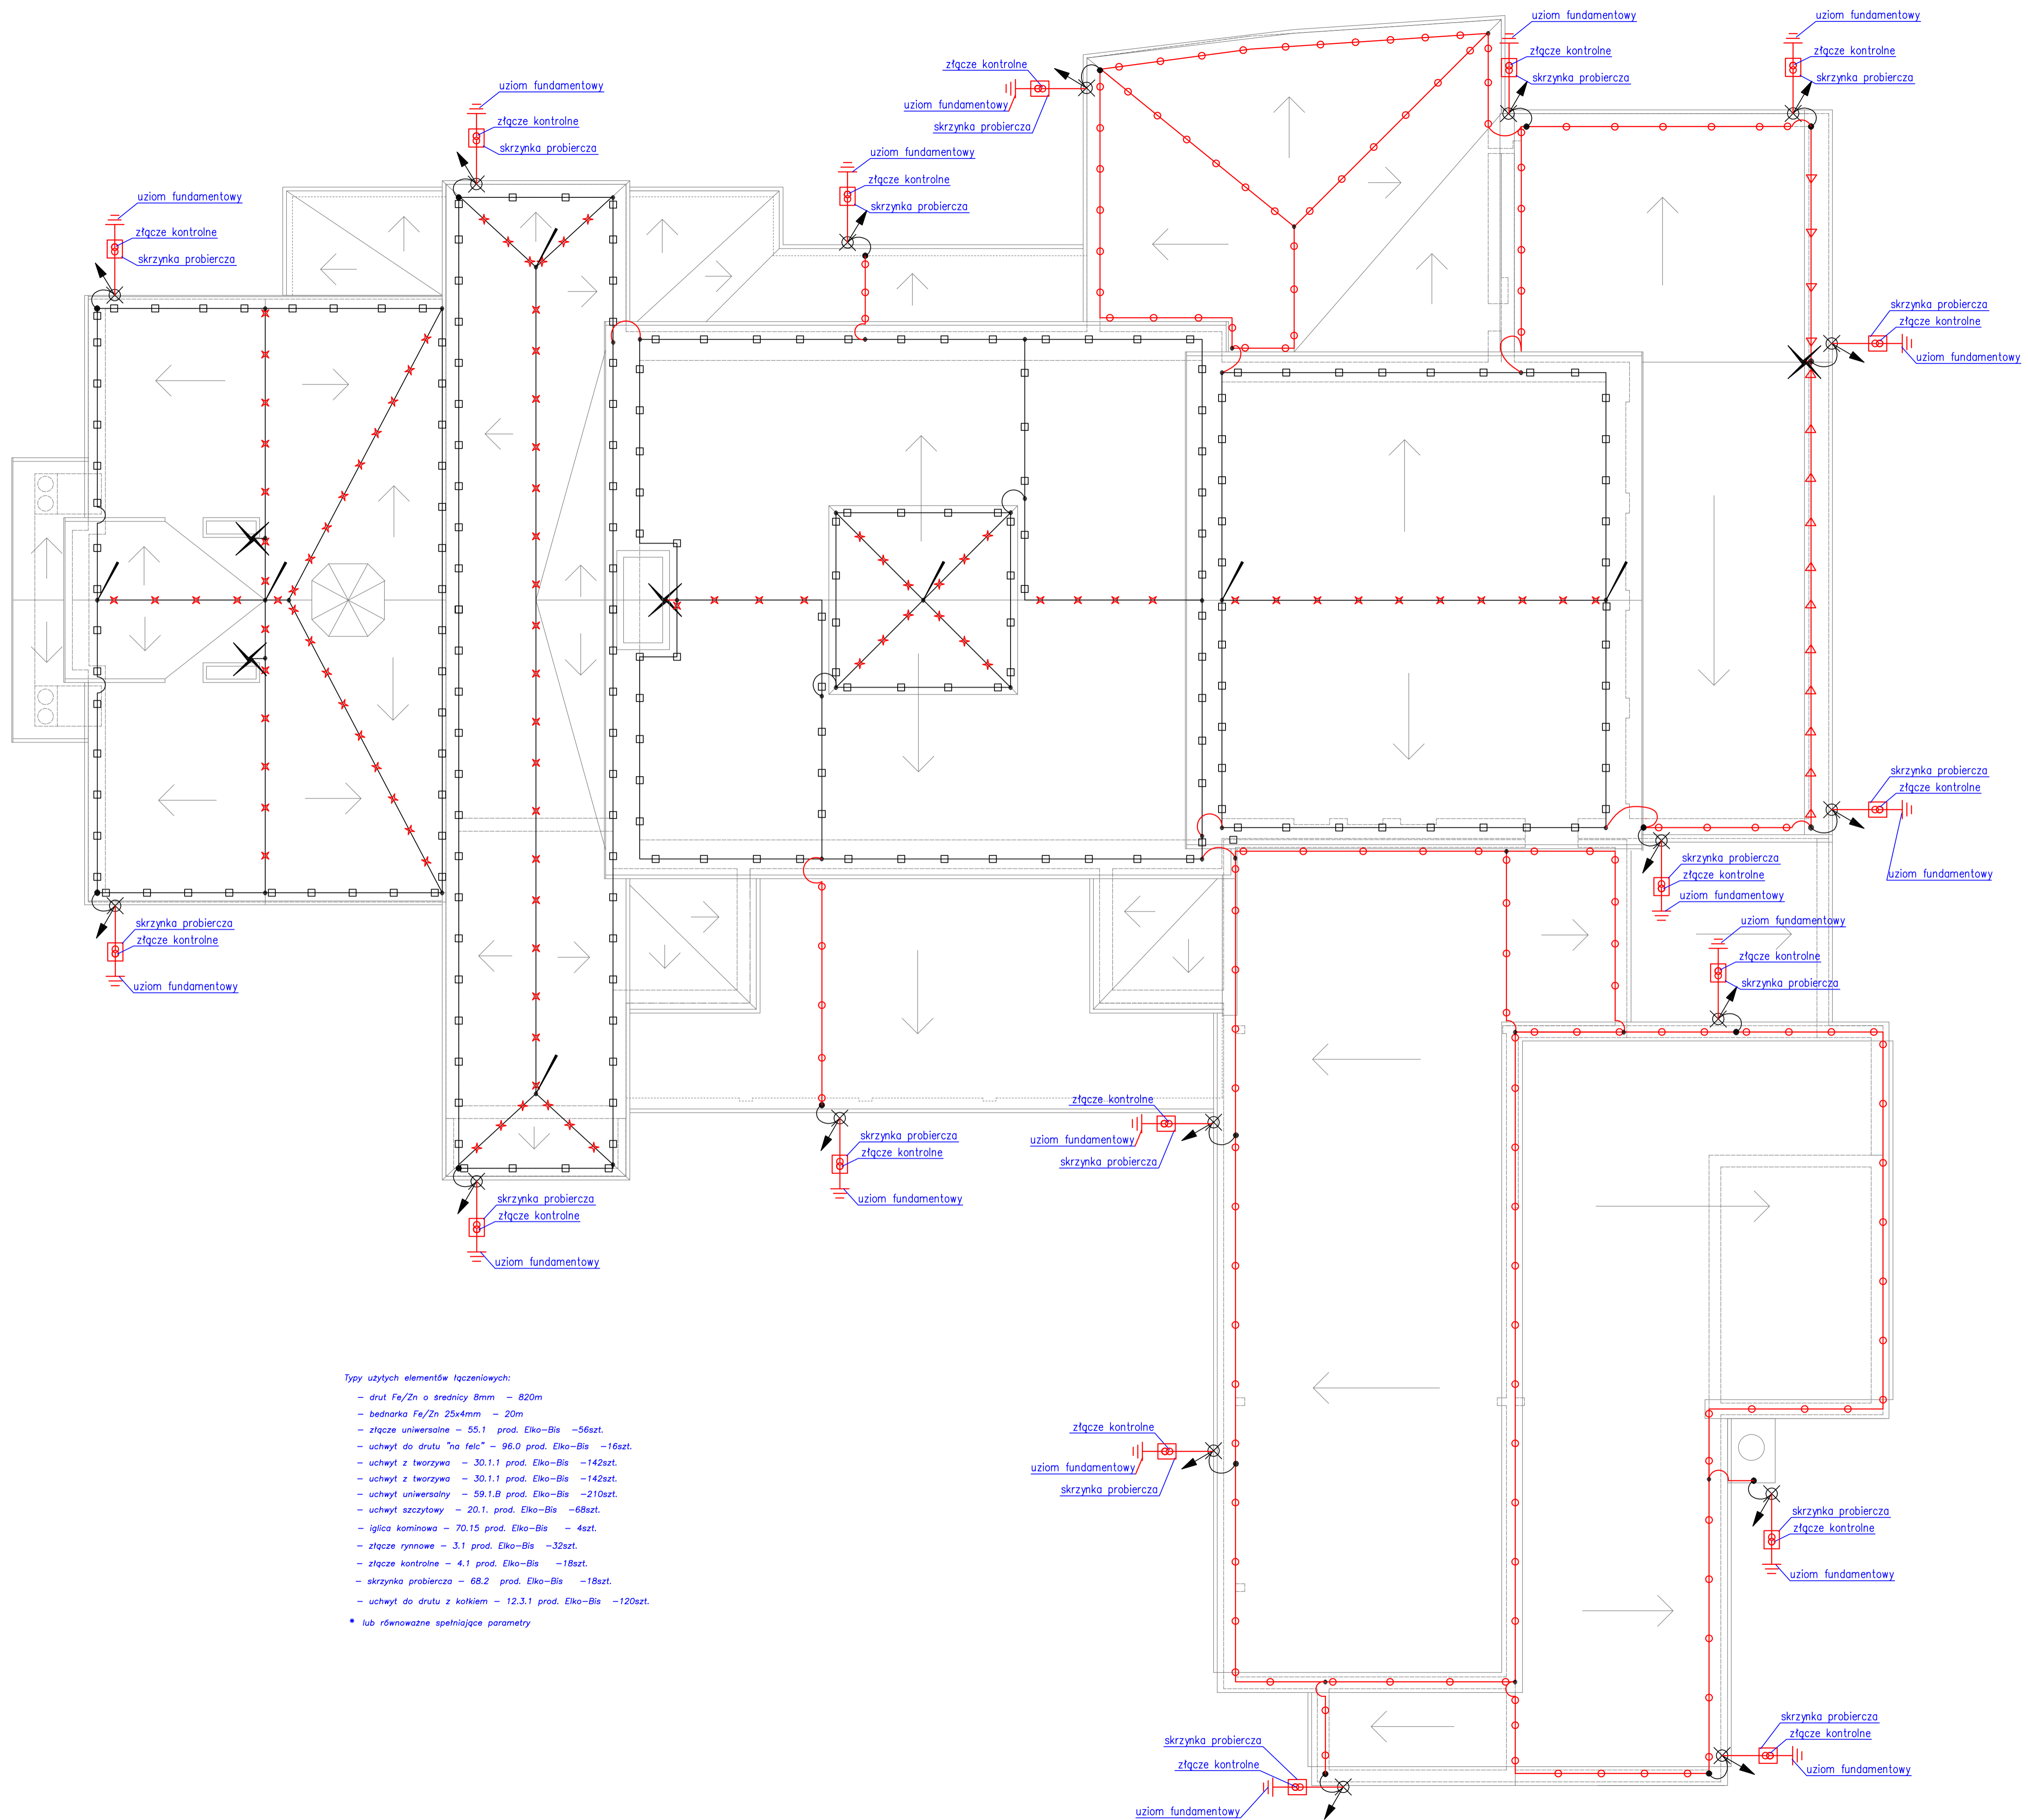 uziom fundamentowy
złącze kontrolne
skrzynka probiercza
uziom fundamentowy
złącze kontrolne
skrzynka probiercza
złącze kontrolne
uziom fundamentowy
skrzynka probiercza
uziom fundamentowy
złącze kontrolne
skrzynka probiercza
uziom fundamentowy
złącze kontrolne
skrzynka probiercza
uziom fundamentowy
złącze kontrolne
skrzynka probiercza
skrzynka probiercza
złącze kontrolne
uziom fundamentowy
skrzynka probiercza
złącze kontrolne
uziom fundamentowy
skrzynka probiercza
złącze kontrolne
uziom fundamentowy
uziom fundamentowy
złącze kontrolne
skrzynka probiercza
skrzynka probiercza
złącze kontrolne
uziom fundamentowy
złącze kontrolne
uziom fundamentowy
skrzynka probiercza
skrzynka probiercza
złącze kontrolne
uziom fundamentowy
skrzynka probiercza
złącze kontrolne
uziom fundamentowy
złącze kontrolne
uziom fundamentowy
skrzynka probiercza
skrzynka probiercza
złącze kontrolne
uziom fundamentowy
skrzynka probiercza
złącze kontrolne
uziom fundamentowy
skrzynka probiercza
złącze kontrolne
uziom fundamentowy
Typy użytych elementów łączeniowych:
– drut Fe/Zn o średnicy 8mm – 820m
– bednarka Fe/Zn 25x4mm – 20m
– złącze uniwersalne – 55.1 prod. Elko–Bis –56szt.
– uchwyt do drutu "na felc" – 96.0 prod. Elko–Bis –16szt.
– uchwyt z tworzywa – 30.1.1 prod. Elko–Bis –142szt.
– uchwyt z tworzywa – 30.1.1 prod. Elko–Bis –142szt.
– uchwyt uniwersalny – 59.1.B prod. Elko–Bis –210szt.
– uchwyt szczytowy – 20.1. prod. Elko–Bis –68szt.
– iglica kominowa – 70.15 prod. Elko–Bis – 4szt.
– złącze rynnowe – 3.1 prod. Elko–Bis –32szt.
– złącze kontrolne – 4.1 prod. Elko–Bis –18szt.
– skrzynka probiercza – 68.2 prod. Elko–Bis –18szt.
– uchwyt do drutu z kołkiem – 12.3.1 prod. Elko–Bis –120szt.
* lub równoważne spełniające parametry